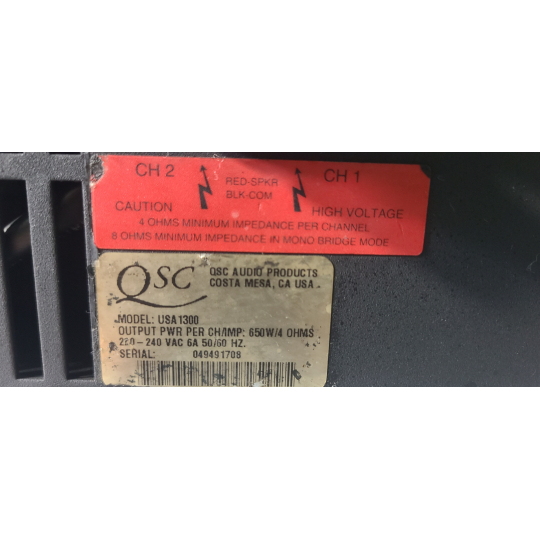 CH 2 CH 1
RED-SPKR
BLK-COM
CAUTION HIGH VOLTAGE
4 OHMS MINIMUM IMPEDANCE PER CHANNEL
8 OHMS MINIMUM IMPEDANCE IN MONO BRIDGE MODE
QSC QSC AUDIO PRODUCTS
COSTA MESA, CA USA
MODEL: USA1300
OUTPUT PWR PER CH/IMP: 650W/4 OHMS
220-240 VAC 6A 50/60 HZ.
SERIAL: 049491708